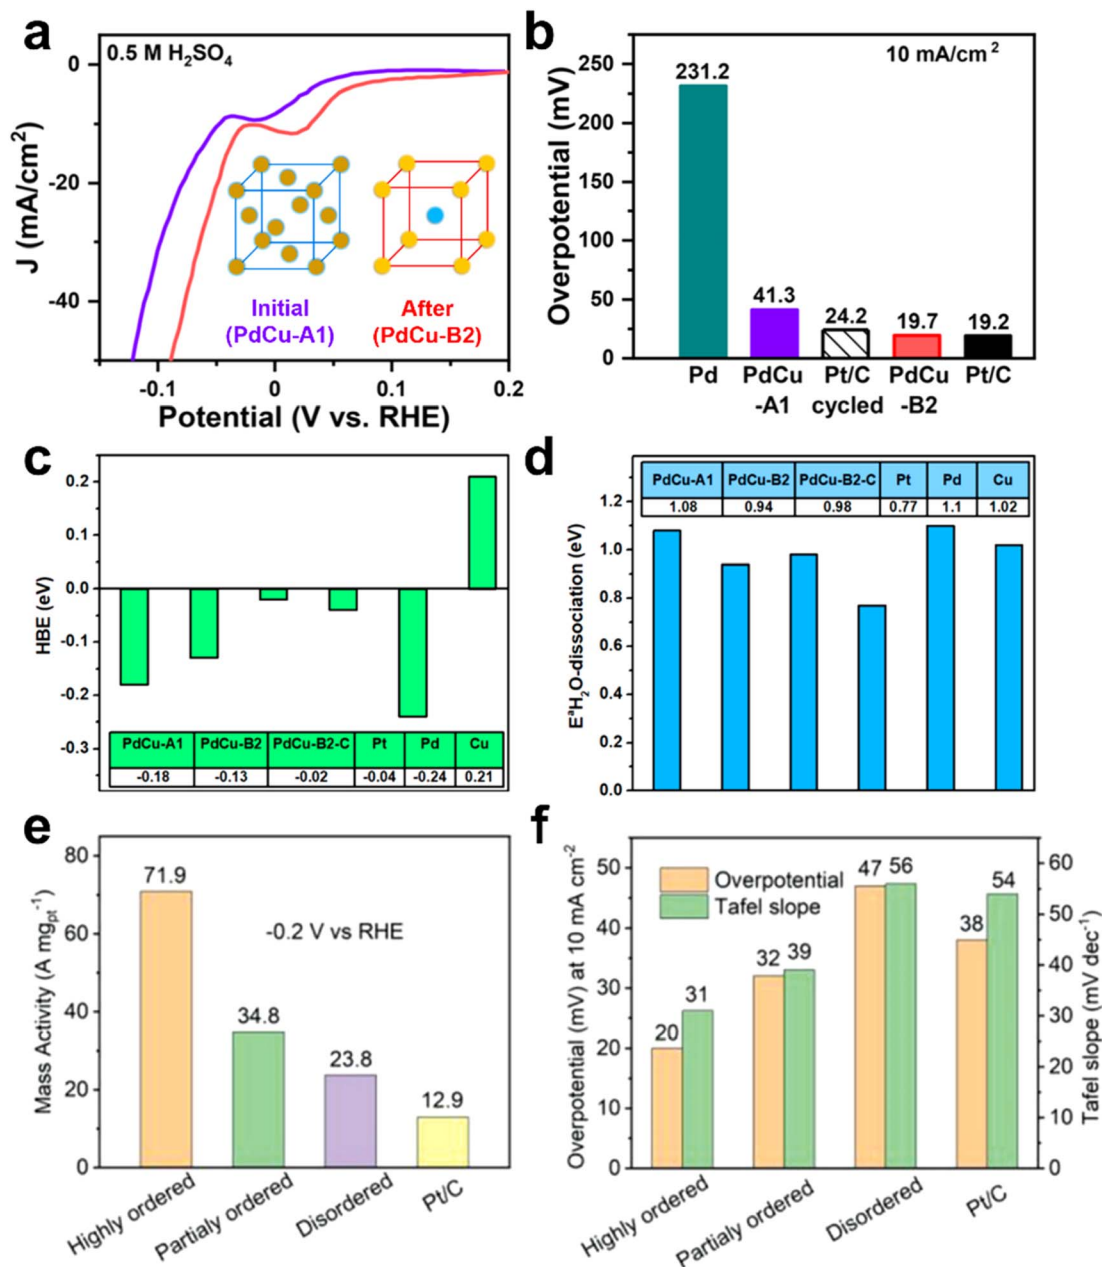 a
0.5 M H₂SO₄
0
-20
-40
J (mA/cm²)
Initial
(PdCu-A1)
After
(PdCu-B2)
-0.1
0
0.1
0.2
Potential (V vs. RHE)
b
10 mA/cm²
250
200
150
100
50
0
Overpotential (mV)
231.2
41.3
24.2
19.7
19.2
Pd
PdCu
-A1
Pt/C
cycled
PdCu
-B2
Pt/C
c
0.2
0.1
0.0
-0.1
-0.2
-0.3
HBE (eV)
PdCu-A1 PdCu-B2 PdCu-B2-C Pt Pd Cu
-0.18 -0.13 -0.02 -0.04 -0.24 0.21
d
PdCu-A1 PdCu-B2 PdCu-B2-C Pt Pd Cu
1.08 0.94 0.98 0.77 1.1 1.02
1.2
1.0
0.8
0.6
0.4
0.2
0.0
EᵃH₂O-dissociation (eV)
e
80
60
40
20
0
Mass Activity (A mgpt⁻¹)
-0.2 V vs RHE
71.9
34.8
23.8
12.9
Highly ordered
Partialy ordered
Disordered
Pt/C
f
50
40
30
20
10
0
Overpotential (mV) at 10 mA cm⁻²
Overpotential
Tafel slope
20
31
32
39
47
56
38
54
60
50
40
30
20
10
0
Tafel slope (mV dec⁻¹)
Highly ordered
Partialy ordered
Disordered
Pt/C